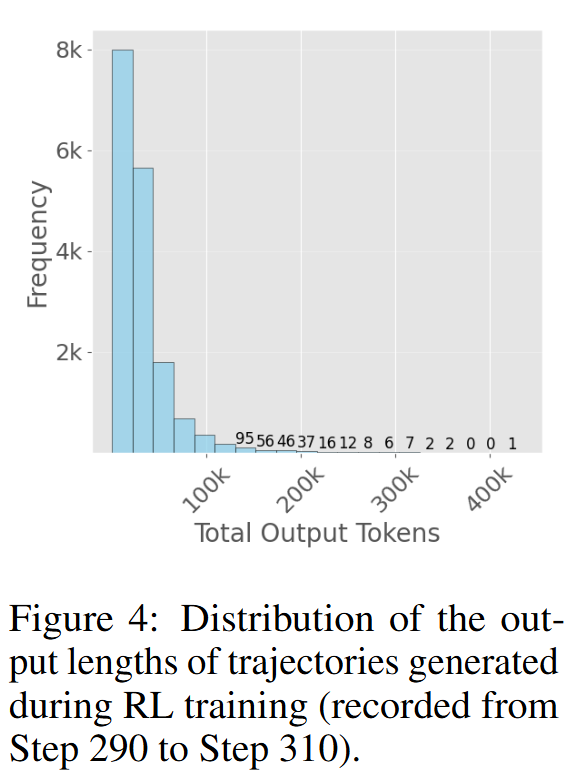 8k
6k
4k
2k
Frequency
95 56 46 37 16 12 8 6 7 2 2 0 0 1
100k 200k 300k 400k
Total Output Tokens
Figure 4: Distribution of the out-
put lengths of trajectories generated
during RL training (recorded from
Step 290 to Step 310).